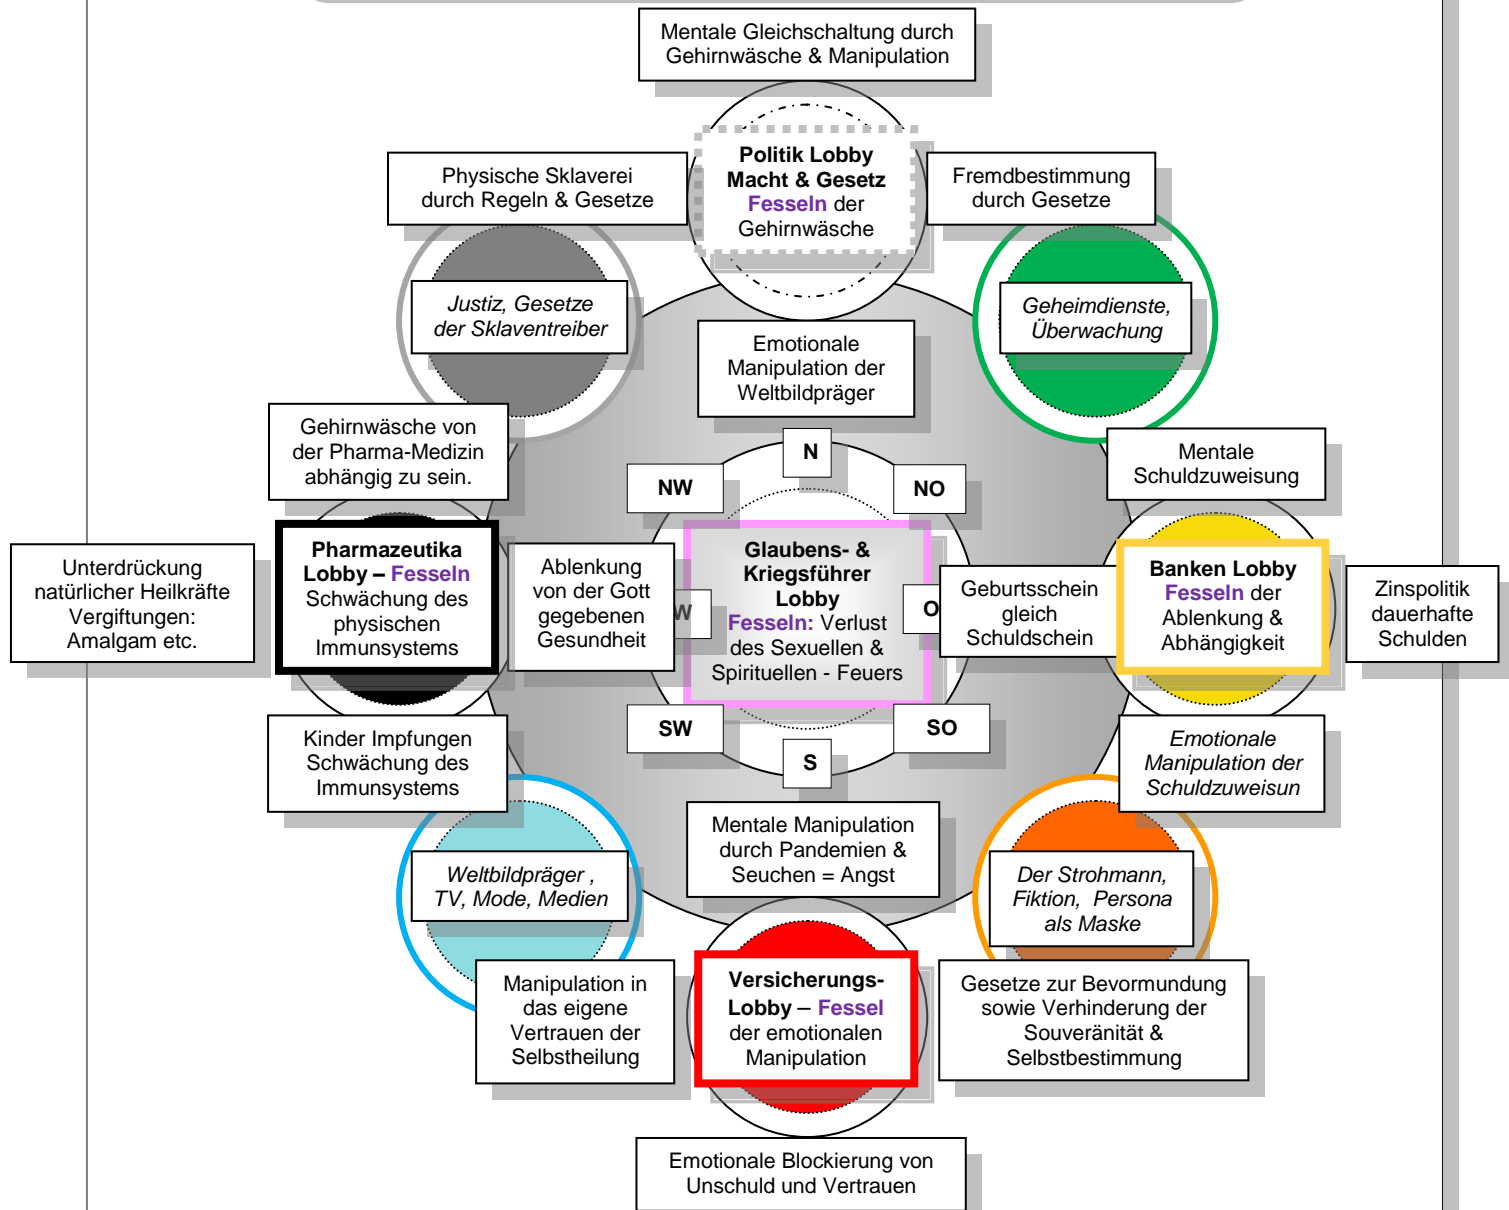 Mentale Gleichschaltung durch
Gehirnwäsche & Manipulation
Politik Lobby
Macht & Gesetz
Fesseln der
Gehirnwäsche
Physische Sklaverei
durch Regeln & Gesetze
Fremdbestimmung
durch Gesetze
Justiz, Gesetze
der Sklaventreiber
Geheimdienste,
Überwachung
Emotionale
Manipulation der
Weltbildpräger
Gehirnwäsche von
der Pharma-Medizin
abhängig zu sein.
Mentale
Schuldzuweisung
N
NW
NO
Unterdrückung
natürlicher Heilkräfte
Vergiftungen:
Amalgam etc.
Pharmazeutika
Lobby – Fesseln
Schwächung des
physischen
Immunsystems
Ablenkung
von der Gott
gegebenen
Gesundheit
W
Glaubens- &
Kriegsführer
Lobby
Fesseln: Verlust
des Sexuellen &
Spirituellen - Feuers
O
Geburtsschein
gleich
Schuldschein
Banken Lobby
Fesseln der
Ablenkung &
Abhängigkeit
Zinspolitik
dauerhafte
Schulden
SW
SO
S
Kinder Impfungen
Schwächung des
Immunsystems
Emotionale
Manipulation der
Schuldzuweisun
Mentale Manipulation
durch Pandemien &
Seuchen = Angst
Weltbildpräger ,
TV, Mode, Medien
Der Strohmann,
Fiktion, Persona
als Maske
Manipulation in
das eigene
Vertrauen der
Selbstheilung
Versicherungs-
Lobby – Fessel
der emotionalen
Manipulation
Gesetze zur Bevormundung
sowie Verhinderung der
Souveränität &
Selbstbestimmung
Emotionale Blockierung von
Unschuld und Vertrauen